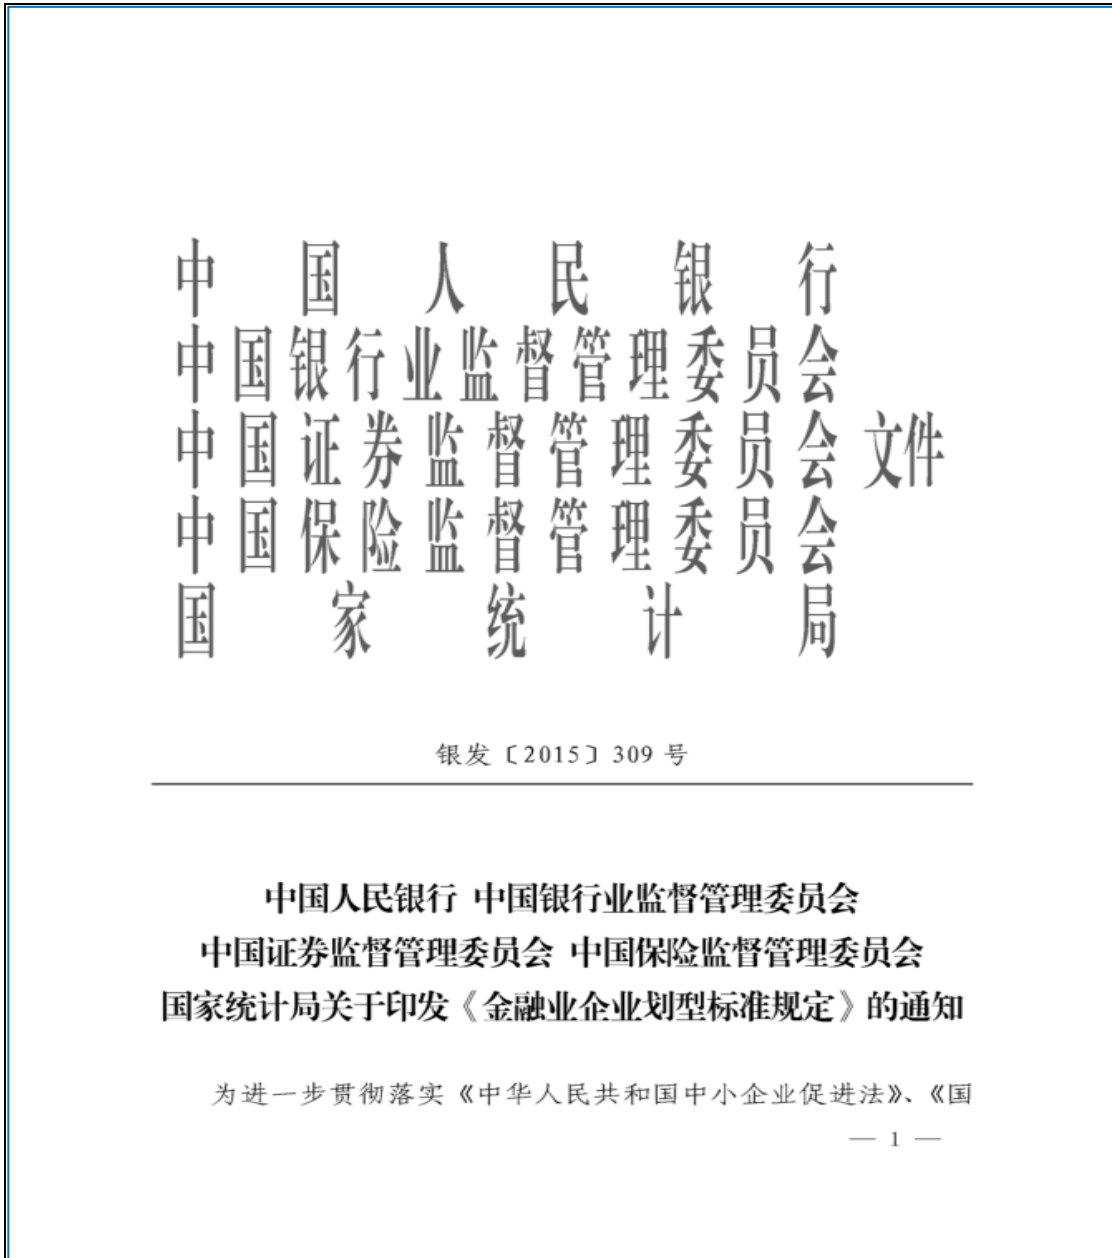 中国人民银行
中国银行业监督管理委员会
中国证券监督管理委员会 文件
中国保险监督管理委员会
国家统计局
银发〔2015〕309 号
中国人民银行 中国银行业监督管理委员会
中国证券监督管理委员会 中国保险监督管理委员会
国家统计局关于印发《金融业企业划型标准规定》的通知
为进一步贯彻落实《中华人民共和国中小企业促进法》、《国
— 1 —